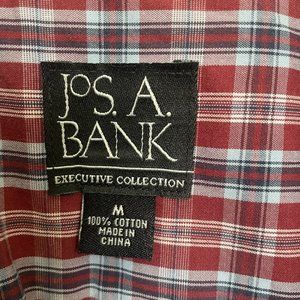 JOS. A.
BANK
EXECUTIVE COLLECTION
M
100% COTTON
MADE IN
CHINA